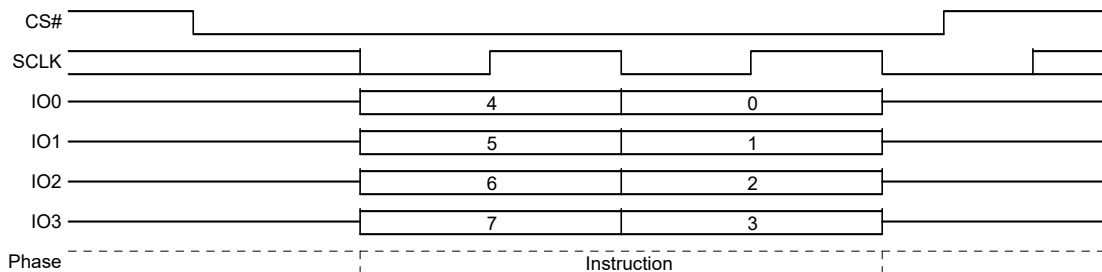 CS#
SCLK
IO0 4 0
IO1 5 1
IO2 6 2
IO3 7 3
Phase Instruction